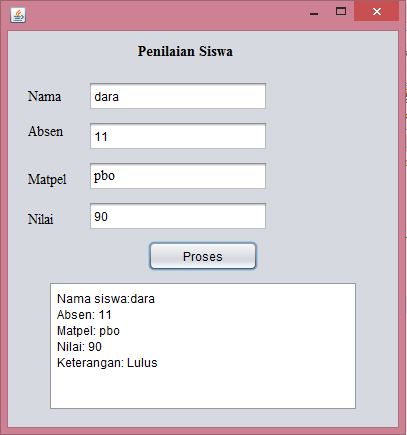 Penilaian Siswa
Nama dara
Absen 11
Matpel pbo
Nilai 90
Proses
Nama siswa:dara
Absen: 11
Matpel: pbo
Nilai: 90
Keterangan: Lulus